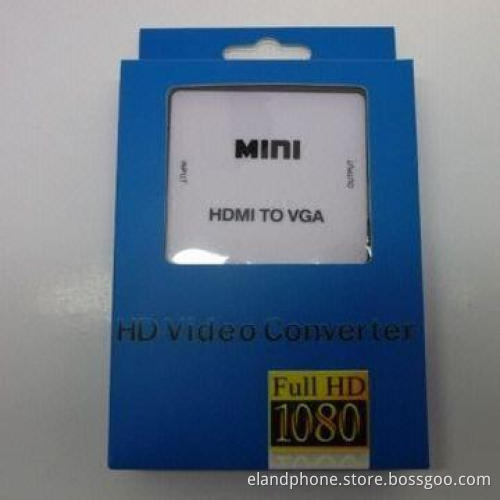 MINI
INPUT
OUTPUT
HDMI TO VGA
HD Video Converter
Full HD
1080
elandphone.store.bossgoo.com